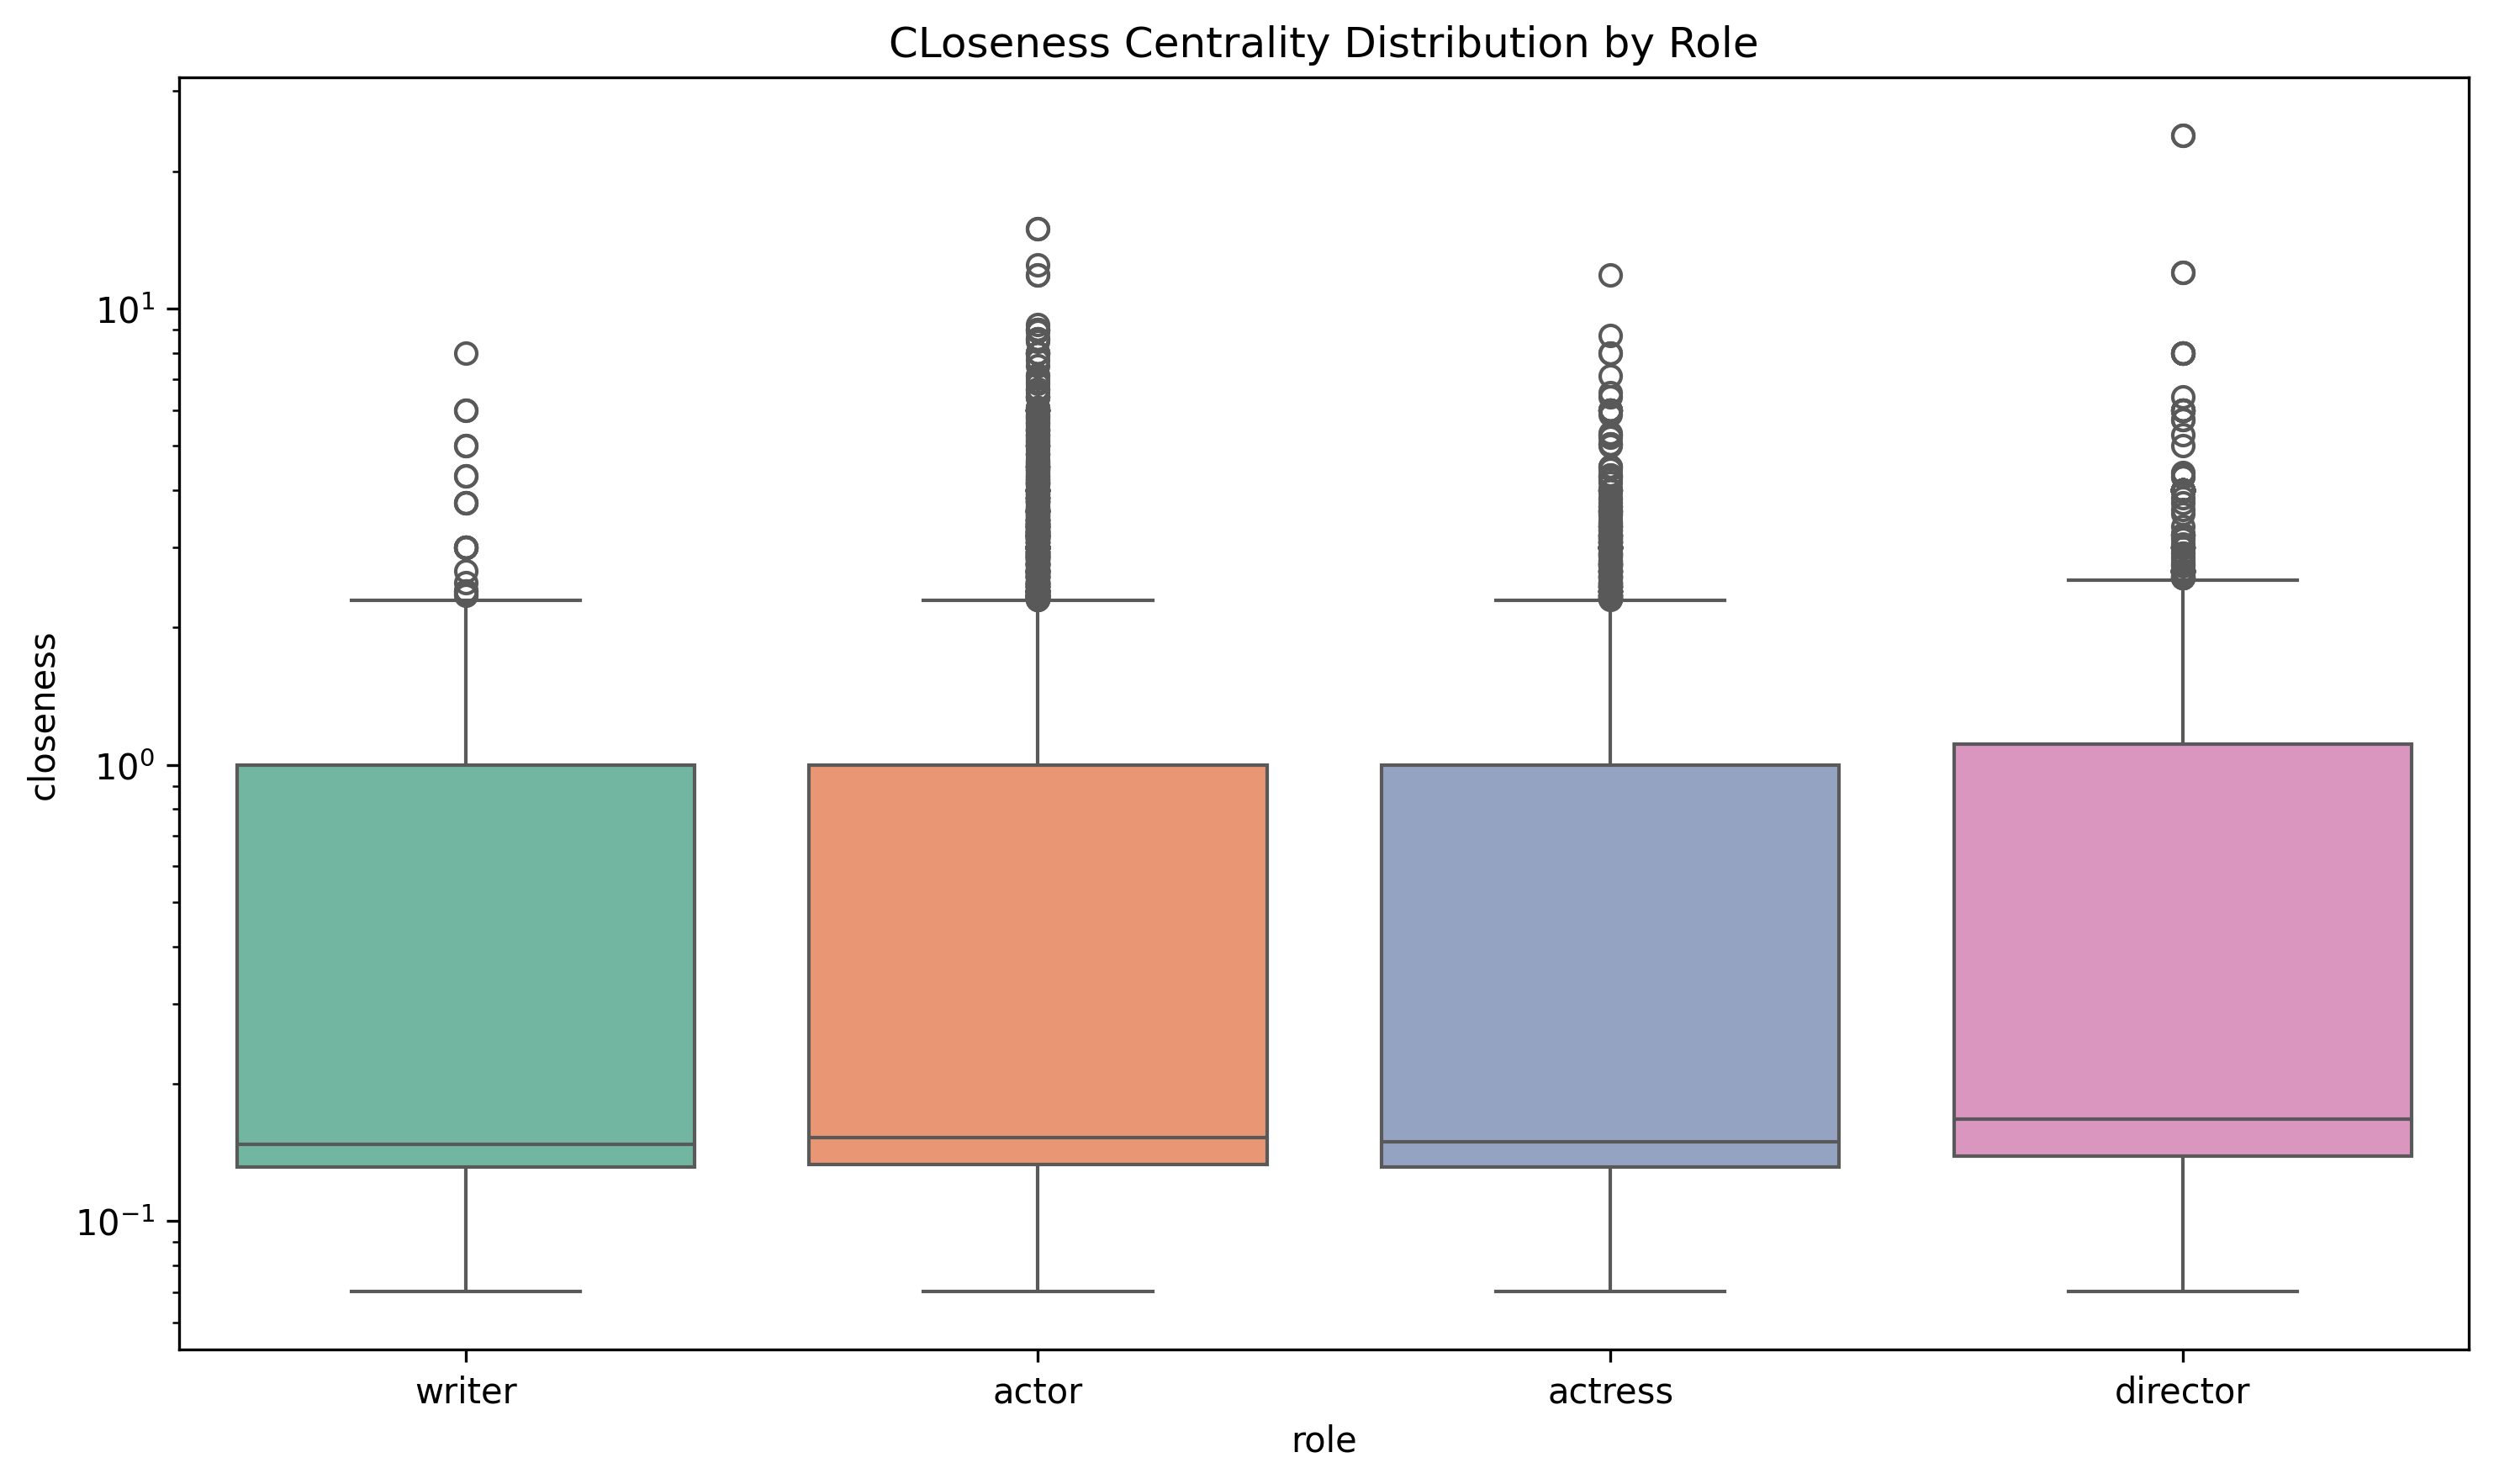 CLoseness Centrality Distribution by Role
closeness
10¹
10⁰
10⁻¹
writer actor actress director
role